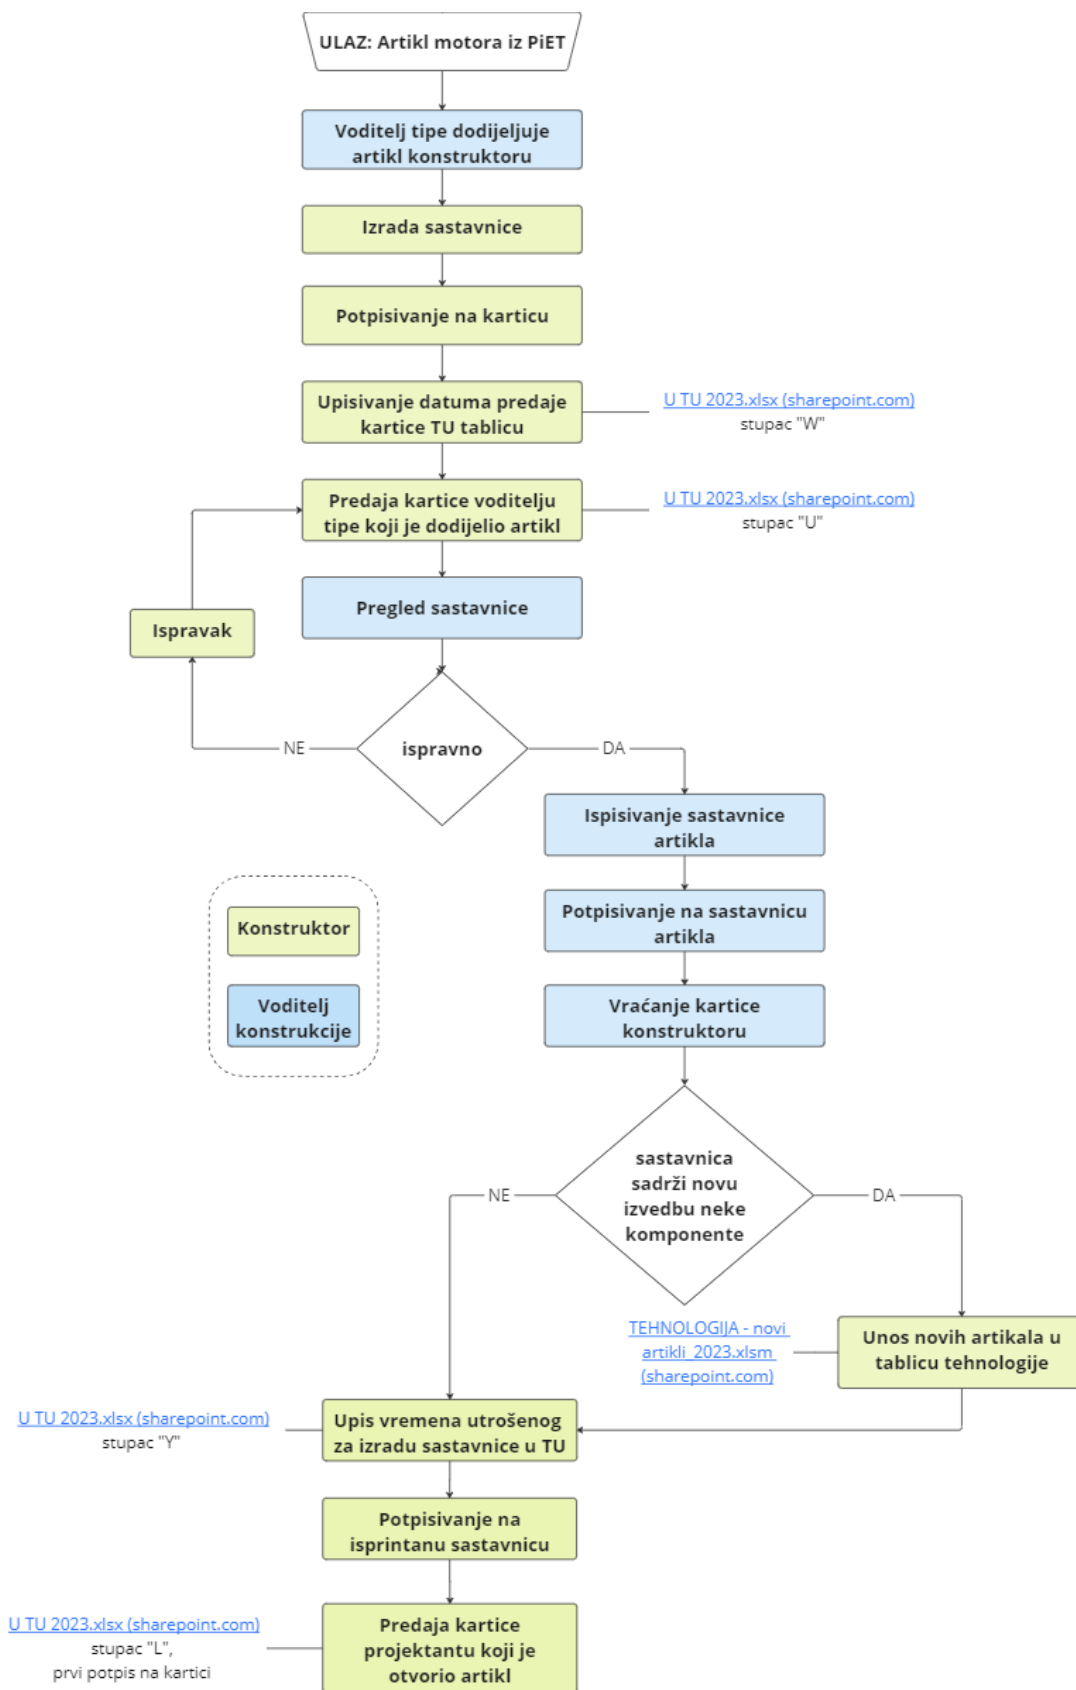 ULAZ: Artikl motora iz PiET
Voditelj tipe dodijeljuje
artikl konstruktoru
Izrada sastavnice
Potpisivanje na karticu
Upisivanje datuma predaje
kartice TU tablicu
U TU 2023.xlsx (sharepoint.com)
stupac "W"
Predaja kartice voditelju
tipe koji je dodijelio artikl
U TU 2023.xlsx (sharepoint.com)
stupac "U"
Pregled sastavnice
Ispravak
NE
ispravno
DA
Ispisivanje sastavnice
artikla
Potpisivanje na sastavnicu
artikla
Konstruktor
Voditelj
konstrukcije
Vraćanje kartice
konstruktoru
sastavnica
sadrži novu
izvedbu neke
komponente
NE
DA
TEHNOLOGIJA - novi
artikli_2023.xlsm
(sharepoint.com)
Unos novih artikala u
tablicu tehnologije
U TU 2023.xlsx (sharepoint.com)
stupac "Y"
Upis vremena utrošenog
za izradu sastavnice u TU
Potpisivanje na
isprintanu sastavnicu
U TU 2023.xlsx (sharepoint.com)
stupac "L",
prvi potpis na kartici
Predaja kartice
projektantu koji je
otvorio artikl